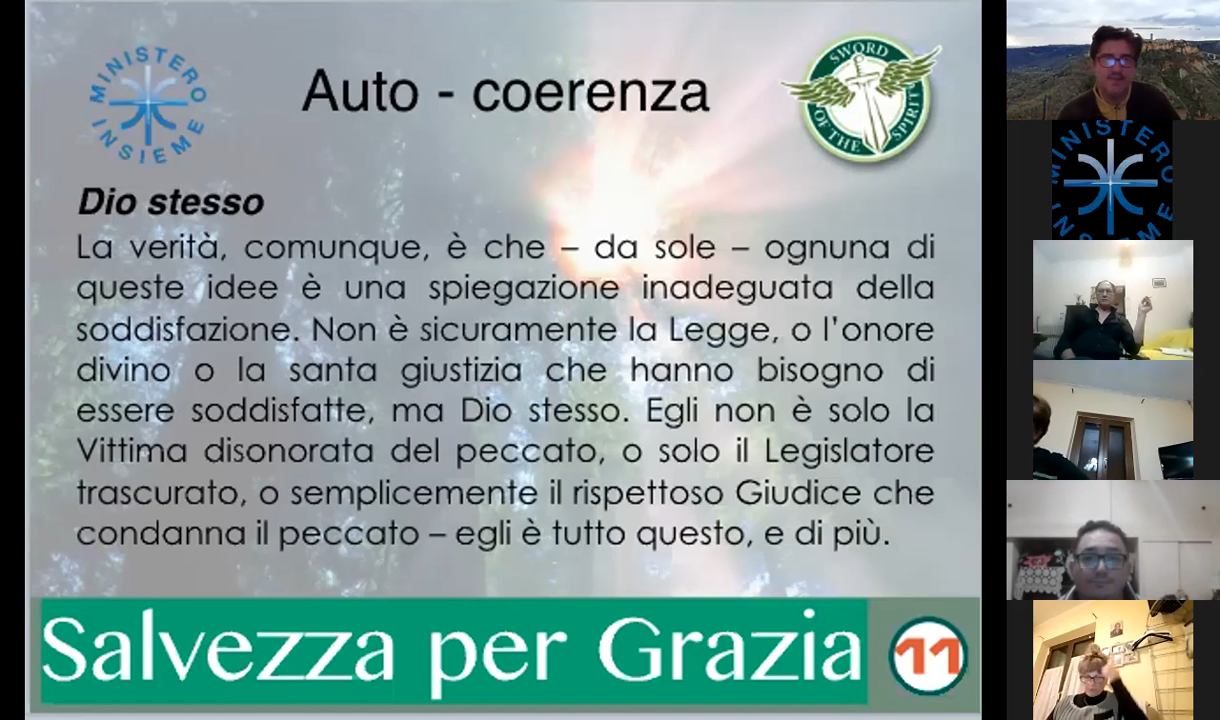 MINISTERO
INSIEME
Auto - coerenza
SWORD
OF THE SPIRIT
Dio stesso
La verità, comunque, è che – da sole – ognuna di
queste idee è una spiegazione inadeguata della
soddisfazione. Non è sicuramente la Legge, o l’onore
divino o la santa giustizia che hanno bisogno di
essere soddisfatte, ma Dio stesso. Egli non è solo la
Vittima disonorata del peccato, o solo il Legislatore
trascurato, o semplicemente il rispettoso Giudice che
condanna il peccato – egli è tutto questo, e di più.
Salvezza per Grazia
11
MINISTERO